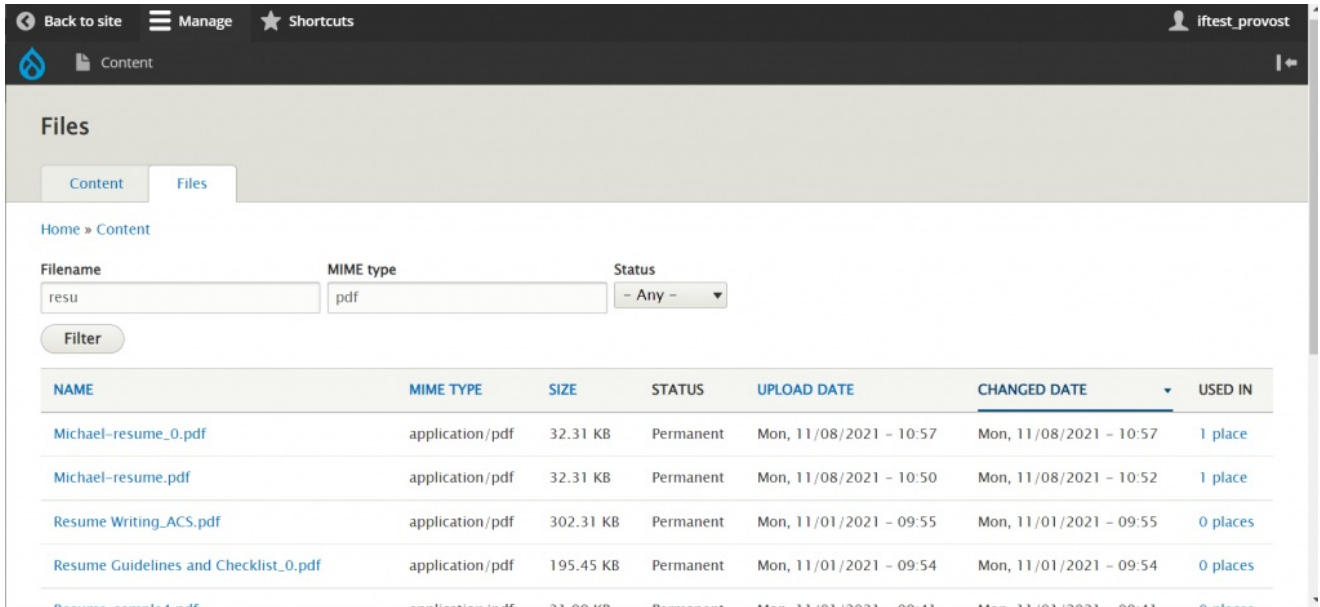 Back to site Manage Shortcuts iftest_provost
Content
Files
Content Files
Home » Content
Filename MIME type Status
resu pdf – Any –
Filter
NAME MIME TYPE SIZE STATUS UPLOAD DATE CHANGED DATE USED IN
Michael-resume_0.pdf application/pdf 32.31 KB Permanent Mon, 11/08/2021 – 10:57 Mon, 11/08/2021 – 10:57 1 place
Michael-resume.pdf application/pdf 32.31 KB Permanent Mon, 11/08/2021 – 10:50 Mon, 11/08/2021 – 10:52 1 place
Resume Writing_ACS.pdf application/pdf 302.31 KB Permanent Mon, 11/01/2021 – 09:55 Mon, 11/01/2021 – 09:55 0 places
Resume Guidelines and Checklist_0.pdf application/pdf 195.45 KB Permanent Mon, 11/01/2021 – 09:54 Mon, 11/01/2021 – 09:54 0 places